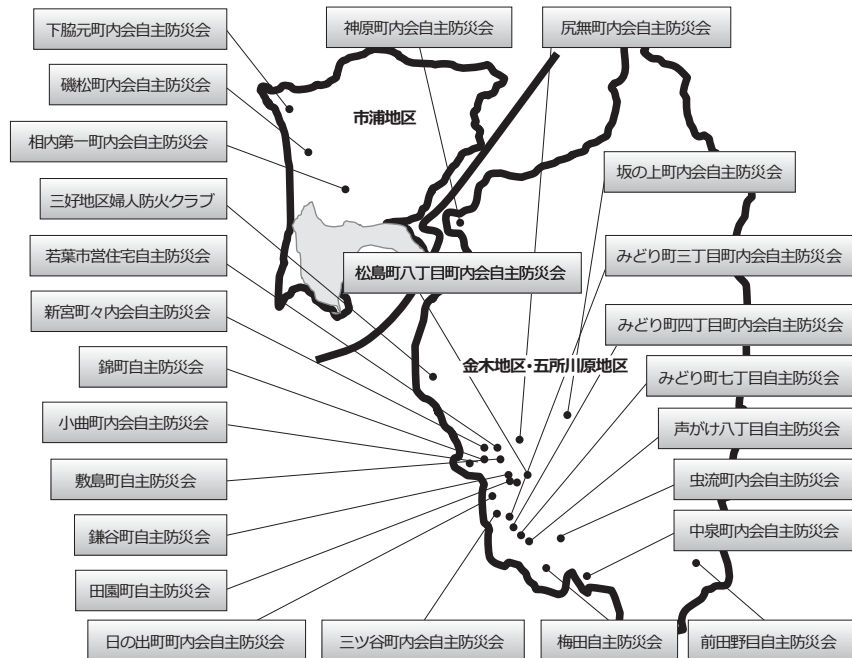 下脇元町内会自主防災会
神原町内会自主防災会
尻無町内会自主防災会
磯松町内会自主防災会
市浦地区
相内第一町内会自主防災会
坂の上町内会自主防災会
三好地区婦人防火クラブ
若葉市営住宅自主防災会
松島町八丁目町内会自主防災会
みどり町三丁目町内会自主防災会
新宮町々内会自主防災会
みどり町四丁目町内会自主防災会
錦町自主防災会
金木地区・五所川原地区
みどり町七丁目自主防災会
小曲町内会自主防災会
声がけ八丁目自主防災会
敷島町自主防災会
虫流町内会自主防災会
鎌谷町自主防災会
中泉町内会自主防災会
田園町自主防災会
日の出町町内会自主防災会
三ツ谷町内会自主防災会
梅田自主防災会
前田野目自主防災会